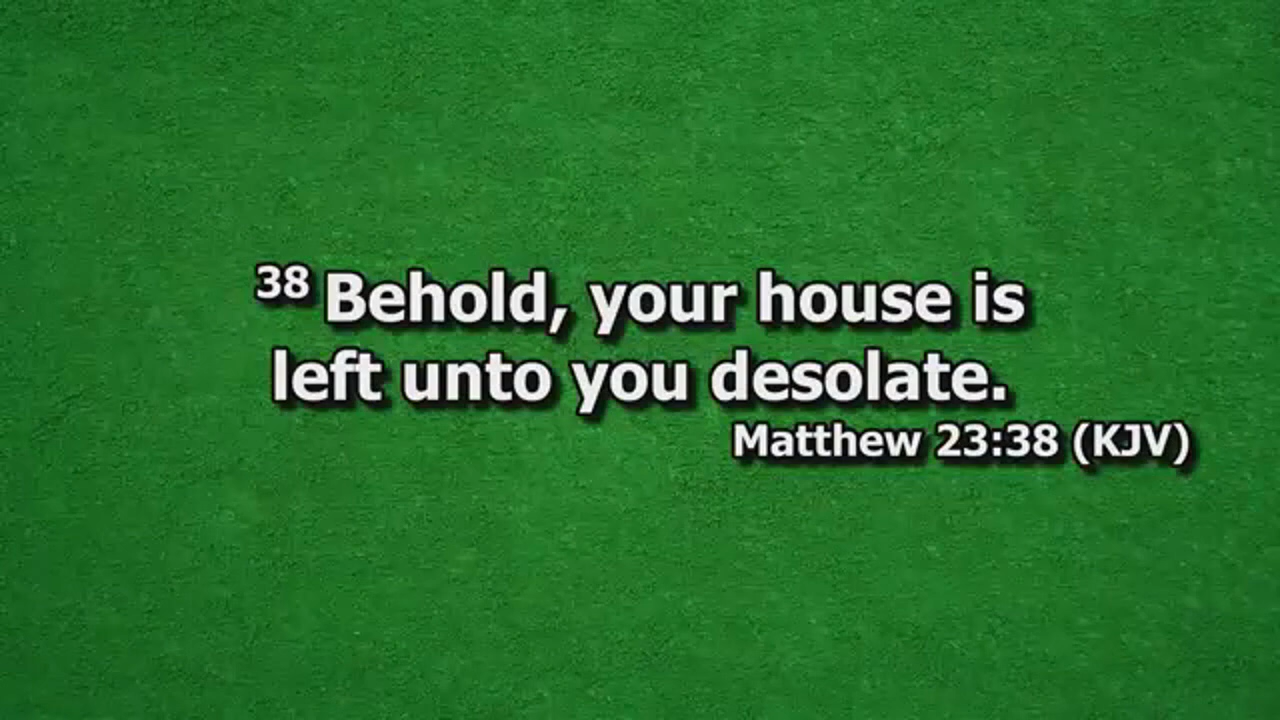 38 Behold, your house is
left unto you desolate.
Matthew 23:38 (KJV)